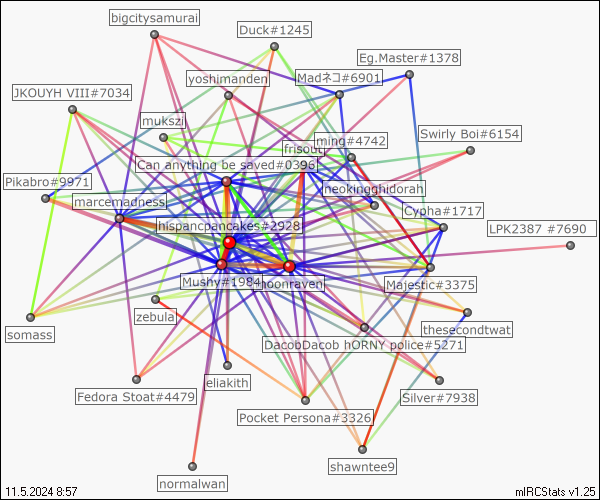 bigcitysamurai
Duck#1245
Eg.Master#1378
yoshimanden
Madネコ#6901
JKOUYH VIII#7034
mukszi
ming#4742
Swirly Boi#6154
frisout
Can anything be saved#0396
Pikabro#9971
neokingghidorah
marcemadness
Cypha#1717
hispancpancakes#2928
LPK2387 #7690
Mushy#1984
hoonraven
Majestic#3375
zebula
somass
thesecondtwat
DacobDacob hORNY police#5271
eliakith
Fedora Stoat#4479
Silver#7938
Pocket Persona#3326
shawntee9
normalwan
11.5.2024 8:57
mIRCStats v1.25